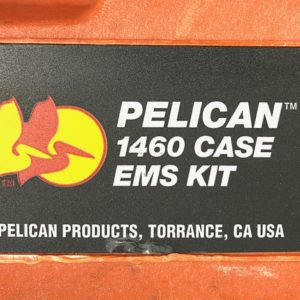 PELICAN™
1460 CASE
EMS KIT
PELICAN PRODUCTS, TORRANCE, CA USA